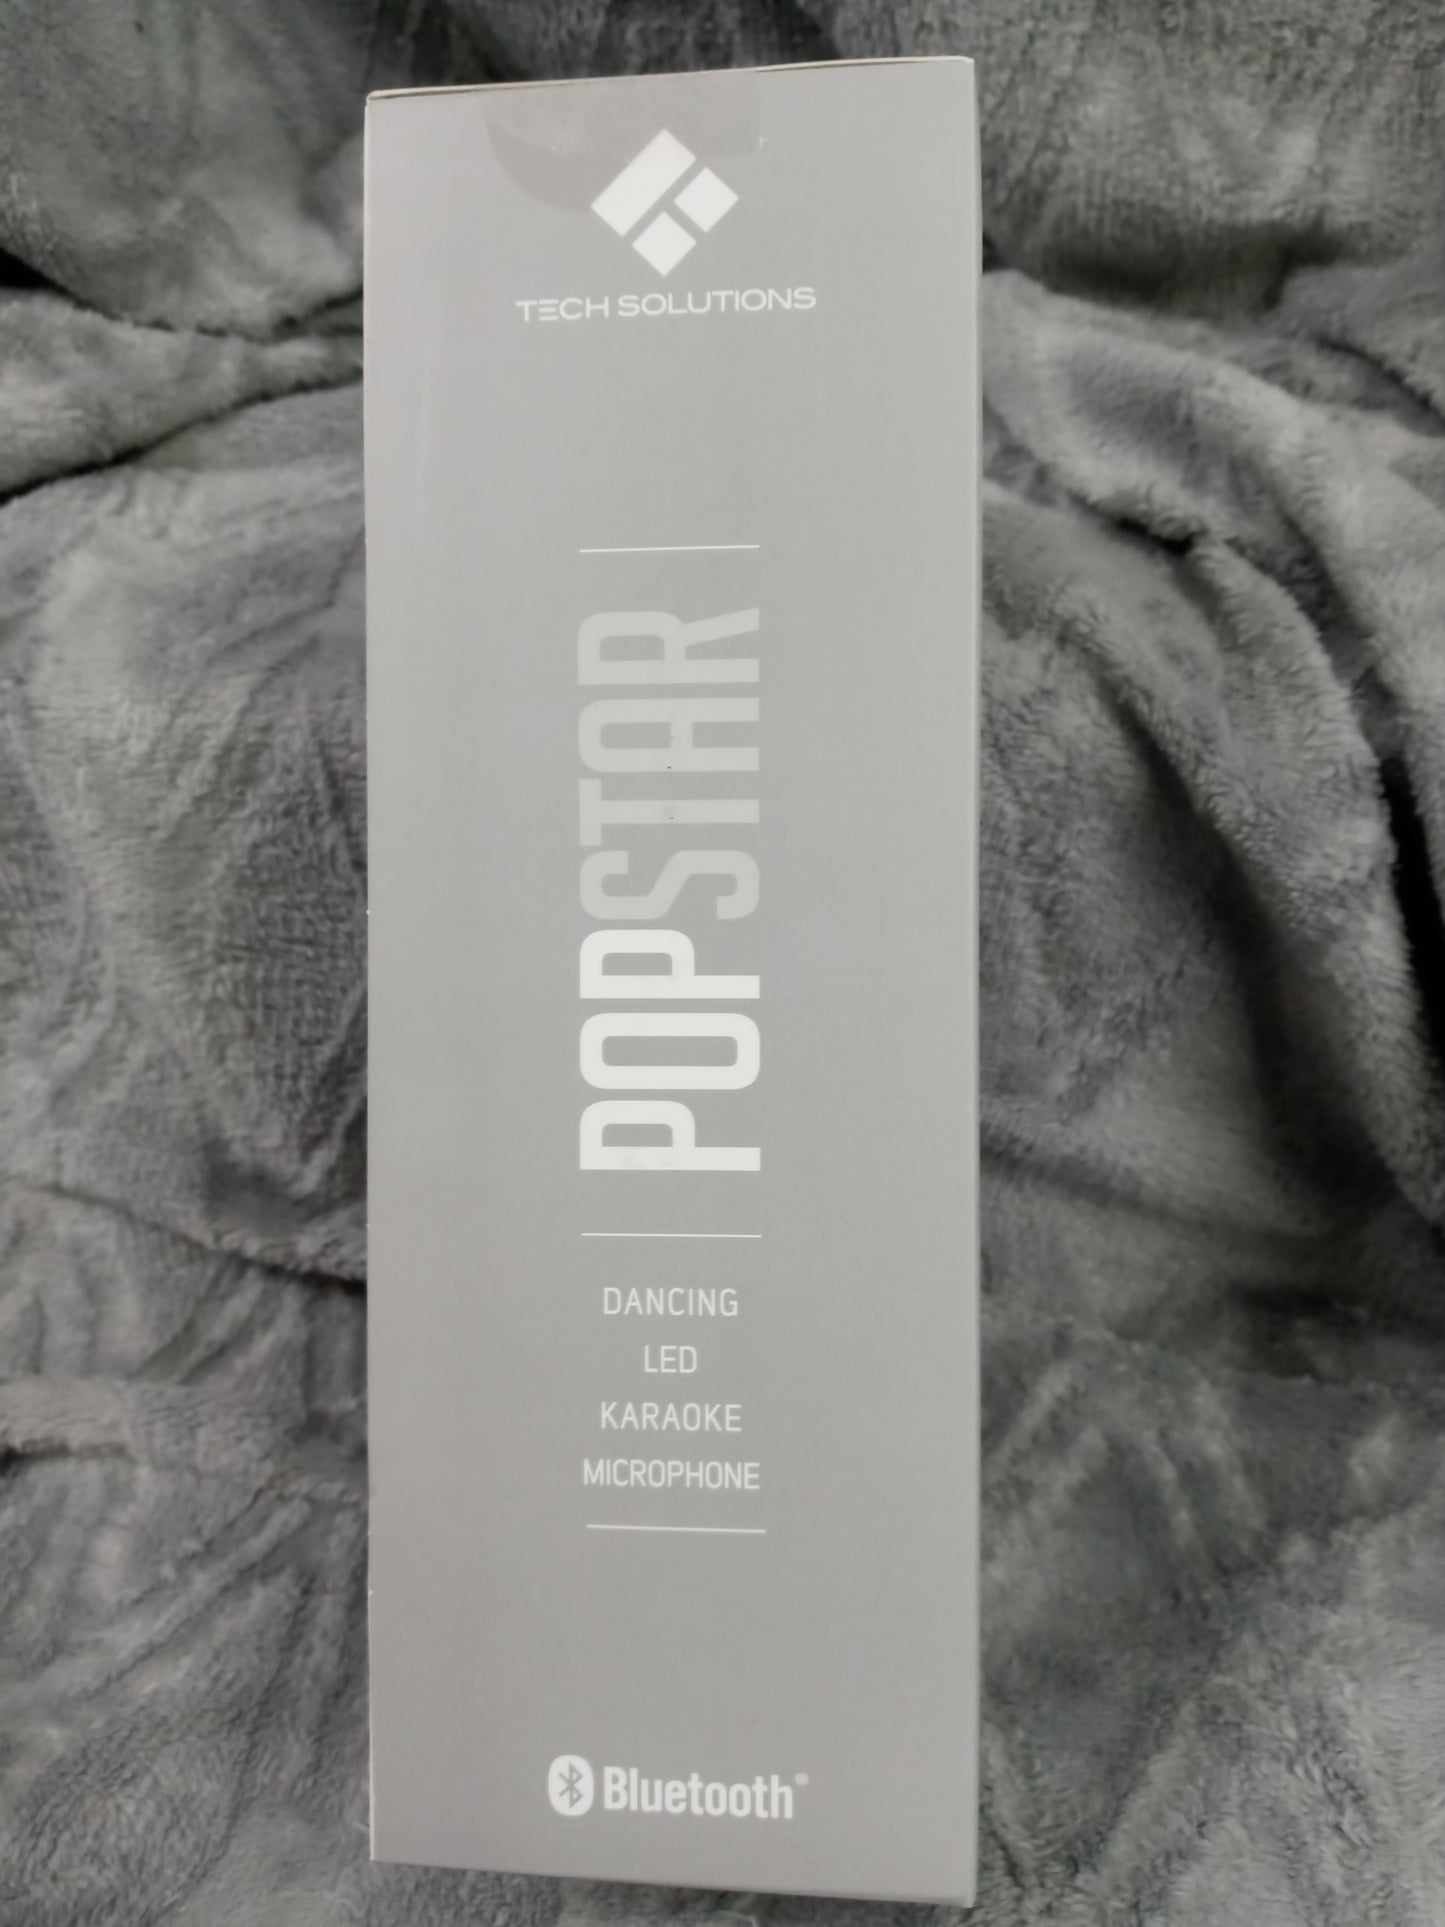 TECH SOLUTIONS
POPSTAR
DANCING
LED
KARAOKE
MICROPHONE
Bluetooth®